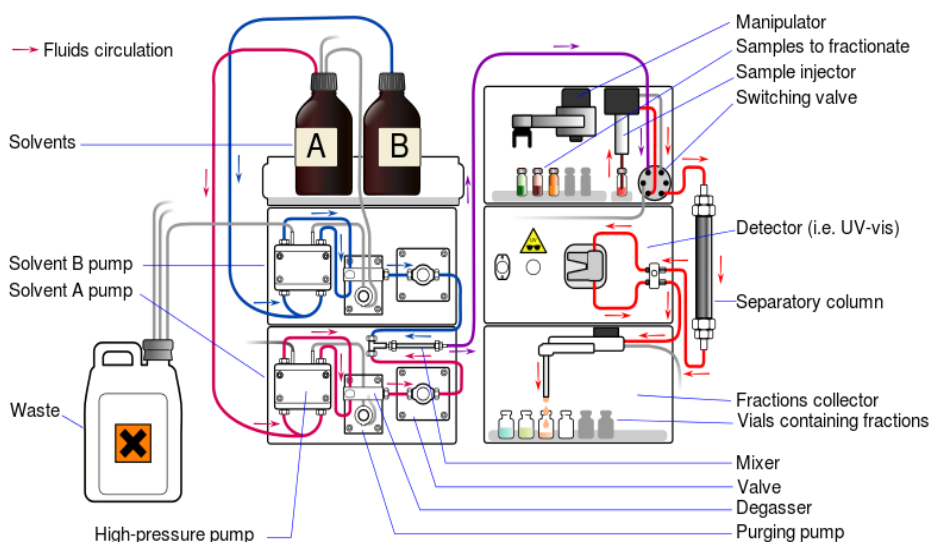 Fluids circulation
Solvents
A
B
Solvent B pump
Solvent A pump
Waste
High-pressure pump
Manipulator
Samples to fractionate
Sample injector
Switching valve
UV
Detector (i.e. UV-vis)
Separatory column
Fractions collector
Vials containing fractions
Mixer
Valve
Degasser
Purging pump